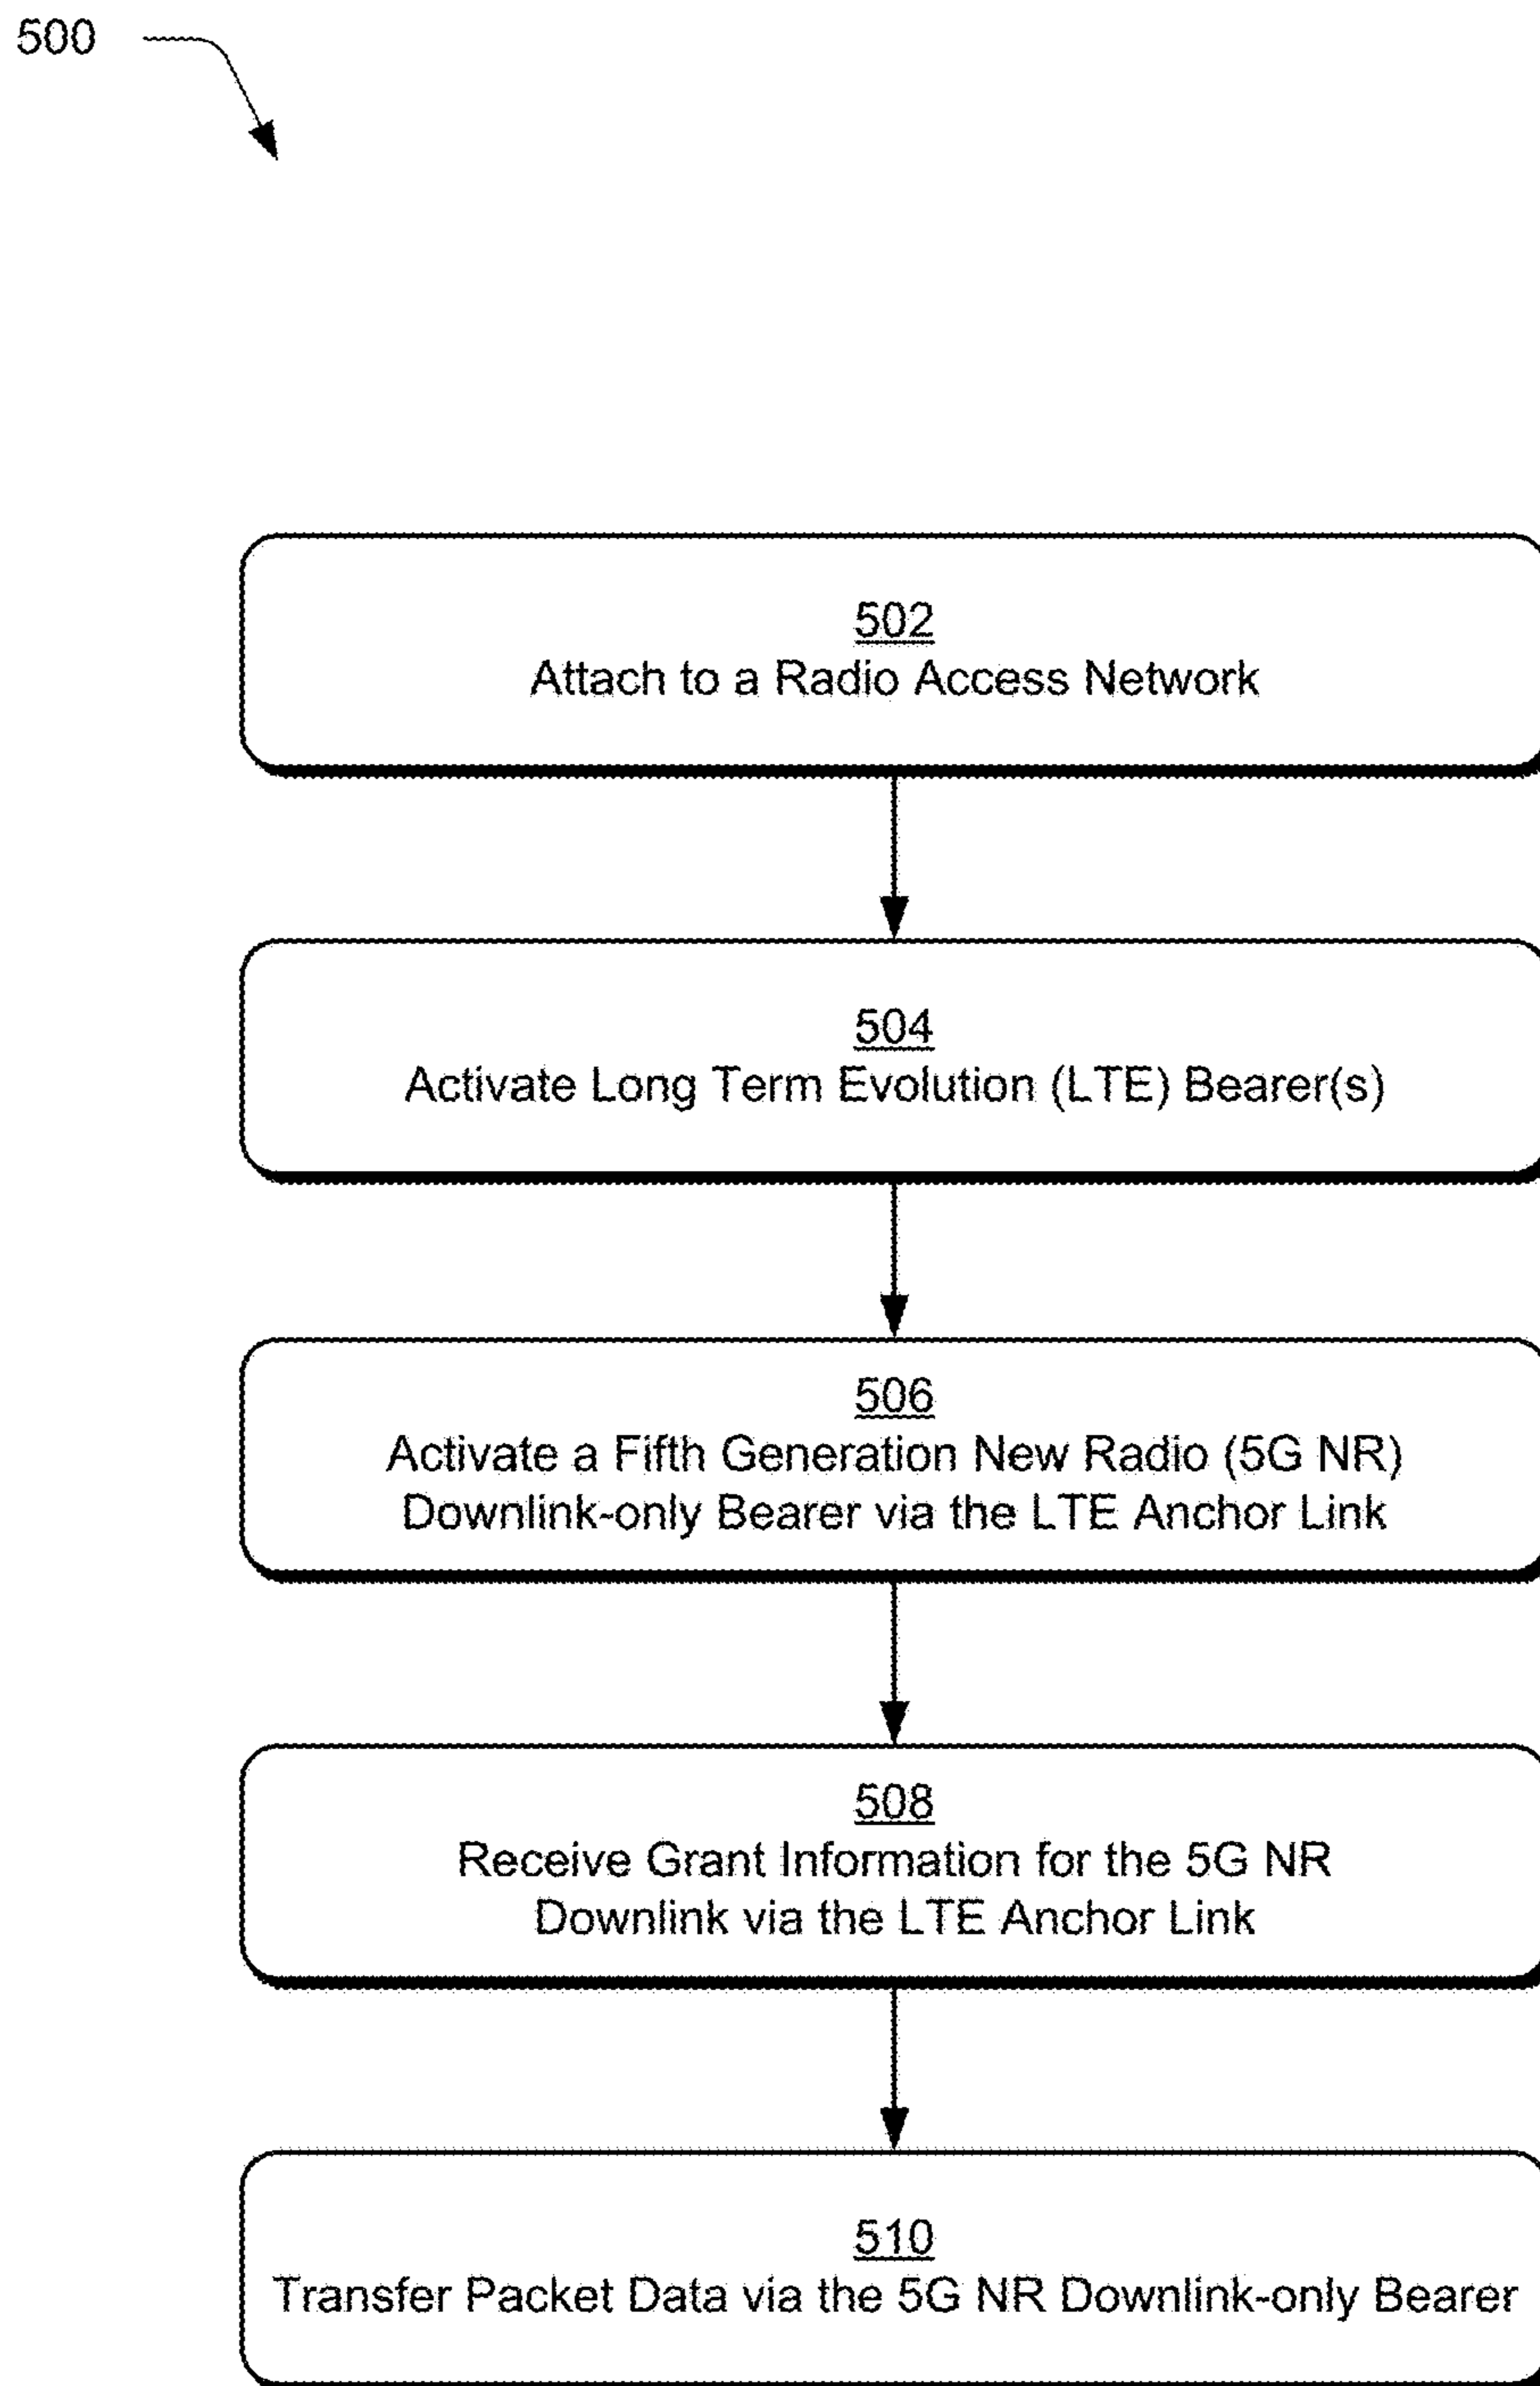 500
502
Attach to a Radio Access Network
504
Activate Long Term Evolution (LTE) Bearer(s)
506
Activate a Fifth Generation New Radio (5G NR)
Downlink-only Bearer via the LTE Anchor Link
508
Receive Grant Information for the 5G NR
Downlink via the LTE Anchor Link
510
Transfer Packet Data via the 5G NR Downlink-only Bearer